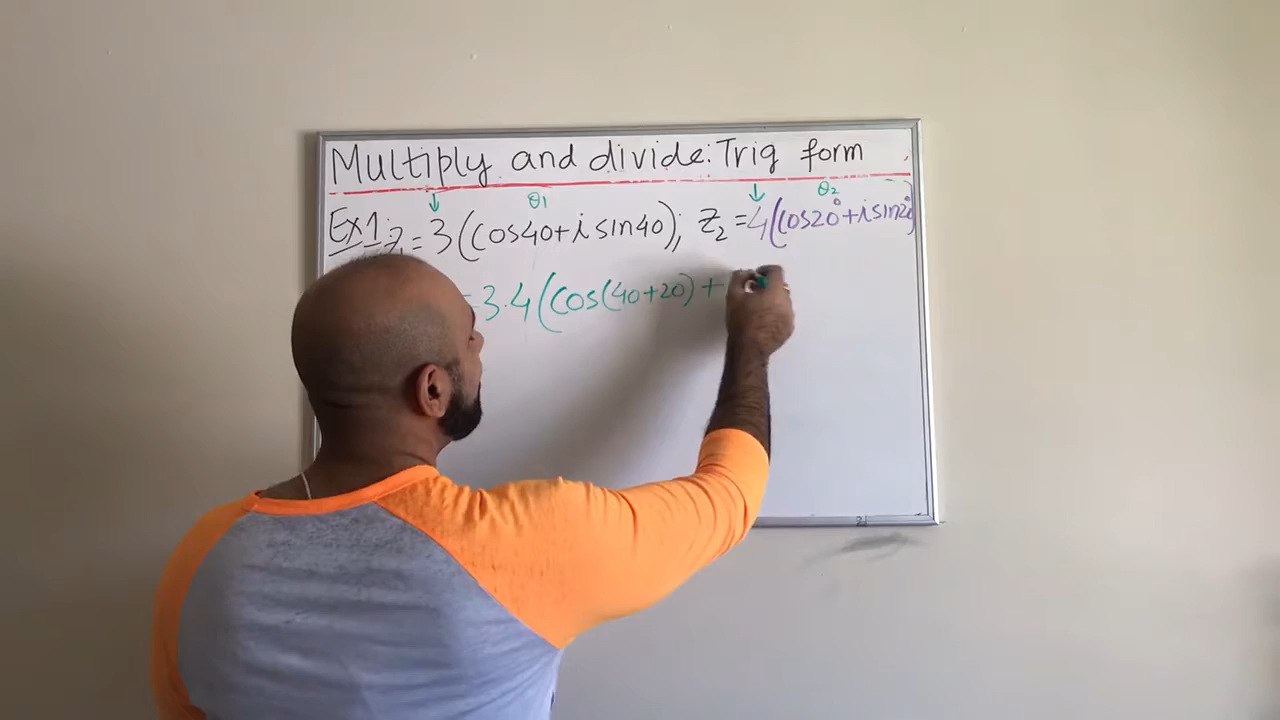 Multiply and divide: Trig form
↓ θ1 ↓ θ2
Ex1 z₁ = 3(cos40+i sin40); z₂ = 4(cos20°+i sin20°)
= 3.4(cos(40+20) +